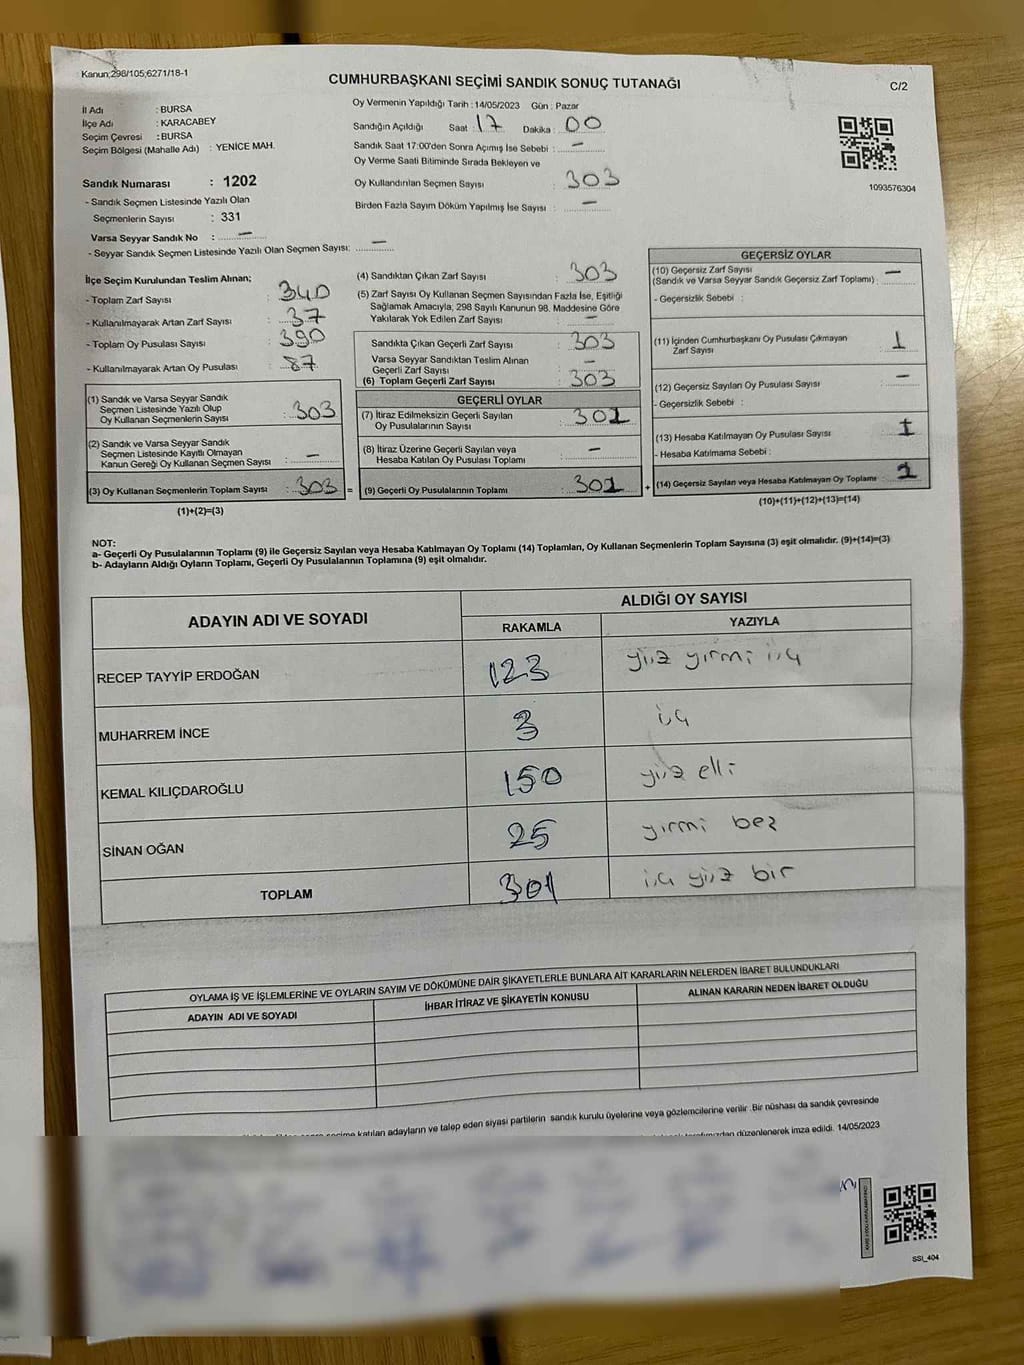 Kanun;298/105;6271/18-1
CUMHURBAŞKANI SEÇİMİ SANDIK SONUÇ TUTANAĞI
C/2
İl Adı : BURSA
İlçe Adı : KARACABEY
Seçim Çevresi : BURSA
Seçim Bölgesi (Mahalle Adı) : YENİCE MAH.
Sandık Numarası : 1202
- Sandık Seçmen Listesinde Yazılı Olan
Seçmenlerin Sayısı : 331
Varsa Seyyar Sandık No : —
- Seyyar Sandık Seçmen Listesinde Yazılı Olan Seçmen Sayısı: —
Oy Vermenin Yapıldığı Tarih : 14/05/2023 Gün : Pazar
Sandığın Açıldığı Saat : 17 Dakika : 00
Sandık Saat 17:00'den Sonra Açımış İse Sebebi : —
Oy Verme Saati Bitiminde Sırada Bekleyen ve
Oy Kullandırılan Seçmen Sayısı : 303
Birden Fazla Sayım Döküm Yapılmış İse Sayısı : —
1093576304
İlçe Seçim Kurulundan Teslim Alınan;
- Toplam Zarf Sayısı : 340
- Kullanılmayarak Artan Zarf Sayısı : 37
- Toplam Oy Pusulası Sayısı : 390
- Kullanılmayarak Artan Oy Pusulası : 87
(1) Sandık ve Varsa Seyyar Sandık
Seçmen Listesinde Yazılı Olup
Oy Kullanan Seçmenlerin Sayısı : 303
(2) Sandık ve Varsa Seyyar Sandık
Seçmen Listesinde Kayıtlı Olmayan
Kanun Gereği Oy Kullanan Seçmen Sayısı : —
(3) Oy Kullanan Seçmenlerin Toplam Sayısı : 303 =
(1)+(2)=(3)
(4) Sandıktan Çıkan Zarf Sayısı : 303
(5) Zarf Sayısı Oy Kullanan Seçmen Sayısından Fazla İse, Eşitliği
Sağlamak Amacıyla; 298 Sayılı Kanunun 98. Maddesine Göre
Yakılarak Yok Edilen Zarf Sayısı : —
Sandıkta Çıkan Geçerli Zarf Sayısı : 303
Varsa Seyyar Sandıktan Teslim Alınan
Geçerli Zarf Sayısı : —
(6) Toplam Geçerli Zarf Sayısı : 303
GEÇERLİ OYLAR
(7) İtiraz Edilmeksizin Geçerli Sayılan
Oy Pusulalarının Sayısı : 301
(8) İtiraz Üzerine Geçerli Sayılan veya
Hesaba Katılan Oy Pusulası Toplamı : —
(9) Geçerli Oy Pusulalarının Toplamı : 301 +
GEÇERSİZ OYLAR
(10) Geçersiz Zarf Sayısı
(Sandık ve Varsa Seyyar Sandık Geçersiz Zarf Toplamı) : —
- Geçersizlik Sebebi :
(11) İçinden Cumhurbaşkanı Oy Pusulası Çıkmayan
Zarf Sayısı : 1
(12) Geçersiz Sayılan Oy Pusulası Sayısı : —
- Geçersizlik Sebebi :
(13) Hesaba Katılmayan Oy Pusulası Sayısı : 1
- Hesaba Katılmama Sebebi :
(14) Geçersiz Sayılan veya Hesaba Katılmayan Oy Toplamı : 2
(10)+(11)+(12)+(13)=(14)
NOT:
a- Geçerli Oy Pusulalarının Toplamı (9) ile Geçersiz Sayılan veya Hesaba Katılmayan Oy Toplamı (14) Toplamları, Oy Kullanan Seçmenlerin Toplam Sayısına (3) eşit olmalıdır. (9)+(14)=(3)
b- Adayların Aldığı Oyların Toplamı, Geçerli Oy Pusulalarının Toplamına (9) eşit olmalıdır.
ADAYIN ADI VE SOYADI
ALDIĞI OY SAYISI
RAKAMLA YAZIYLA
RECEP TAYYİP ERDOĞAN 123 yüz yirmi üç
MUHARREM İNCE 3 üç
KEMAL KILIÇDAROĞLU 150 yüz elli
SİNAN OĞAN 25 yirmi beş
TOPLAM 301 üç yüz bir
OYLAMA İŞ VE İŞLEMLERİNE VE OYLARIN SAYIM VE DÖKÜMÜNE DAİR ŞİKAYETLERLE BUNLARA AİT KARARLARIN NELERDEN İBARET BULUNDUKLARI
ADAYIN ADI VE SOYADI İHBAR İTİRAZ VE ŞİKAYETİN KONUSU ALINAN KARARIN NEDEN İBARET OLDUĞU
seçime katılan adayların ve talep eden siyasi partilerin sandık kurulu üyelerine veya gözlemcilerine verilir. Bir nüshası da sandık çevresinde
düzenlenerek imza edildi. 14/05/2023
SSI_404